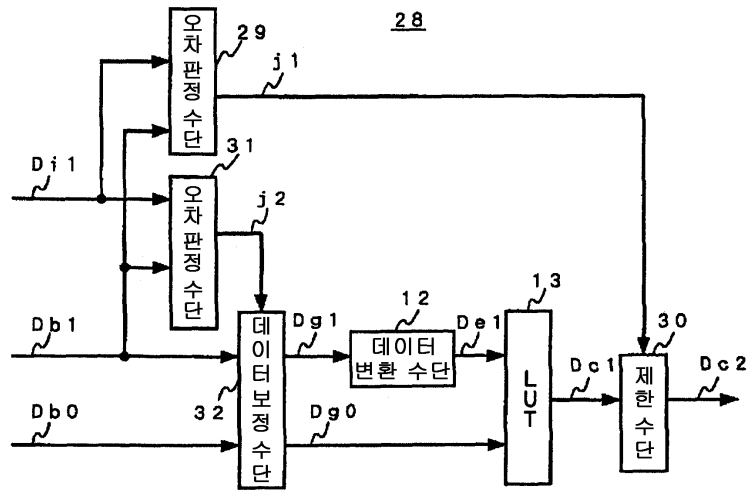 28
오차 판정 수단
29
j1
Di1
오차 판정 수단
31
j2
Db1
데이터 보정 수단
32
Dg1
12
데이터
변환 수단
De1
13
LUT
Dc1
30
제한 수단
Dc2
Db0
Dg0